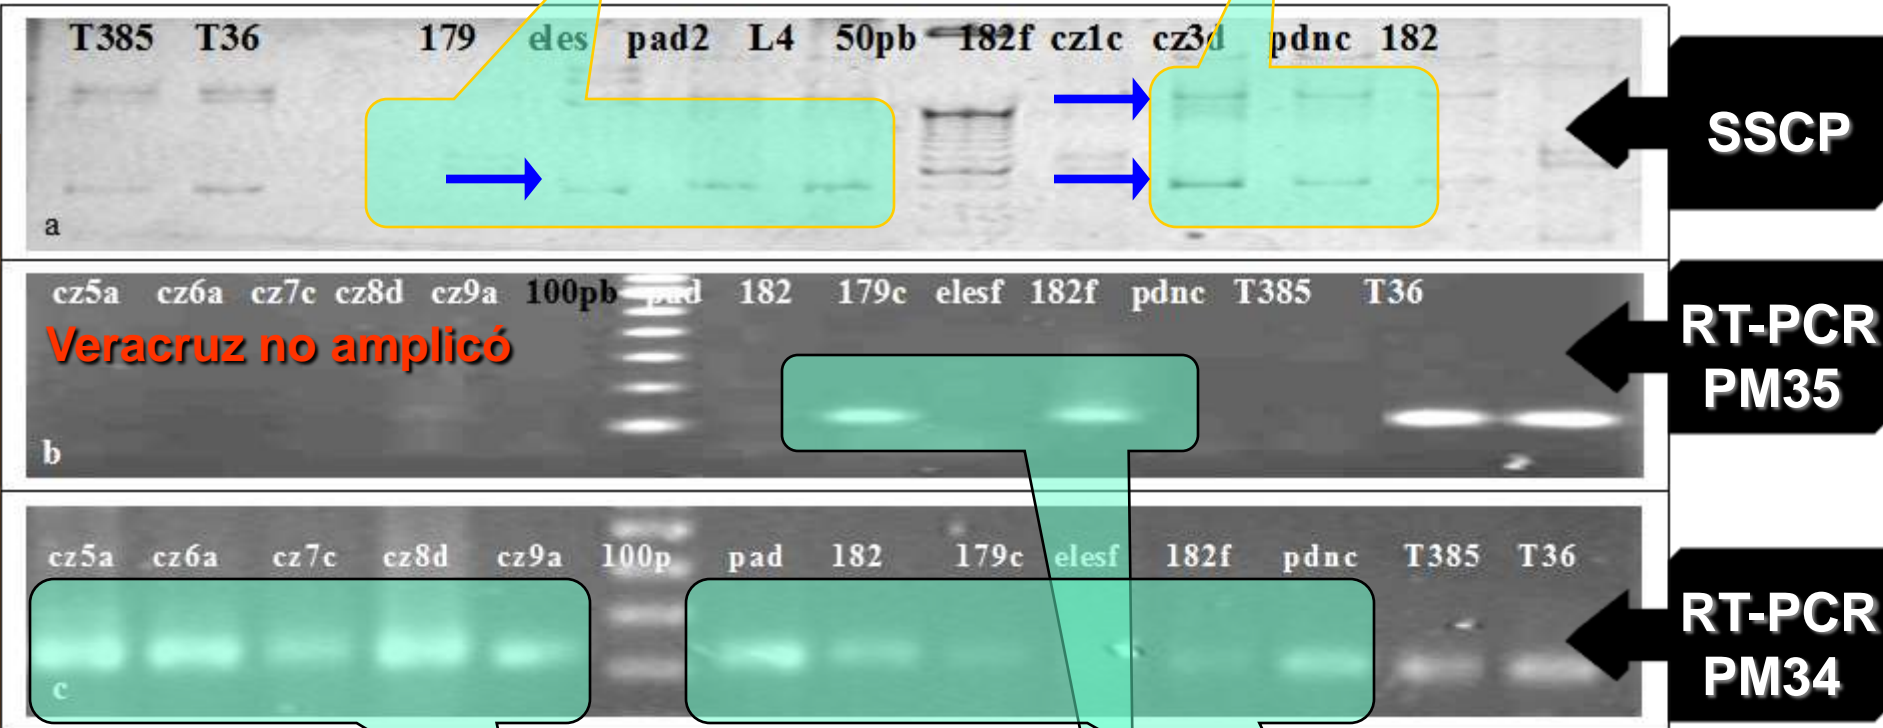 T385 T36 179 eles pad2 L4 50pb 182f cz1c cz3d pdnc 182
SSCP
a
cz5a cz6a cz7c cz8d cz9a 100pb pad 182 179c elesf 182f pdnc T385 T36
Veracruz no amplicó
RT-PCR
PM35
b
cz5a cz6a cz7c cz8d cz9a 100p pad 182 179c elesf 182f pdnc T385 T36
RT-PCR
PM34
c